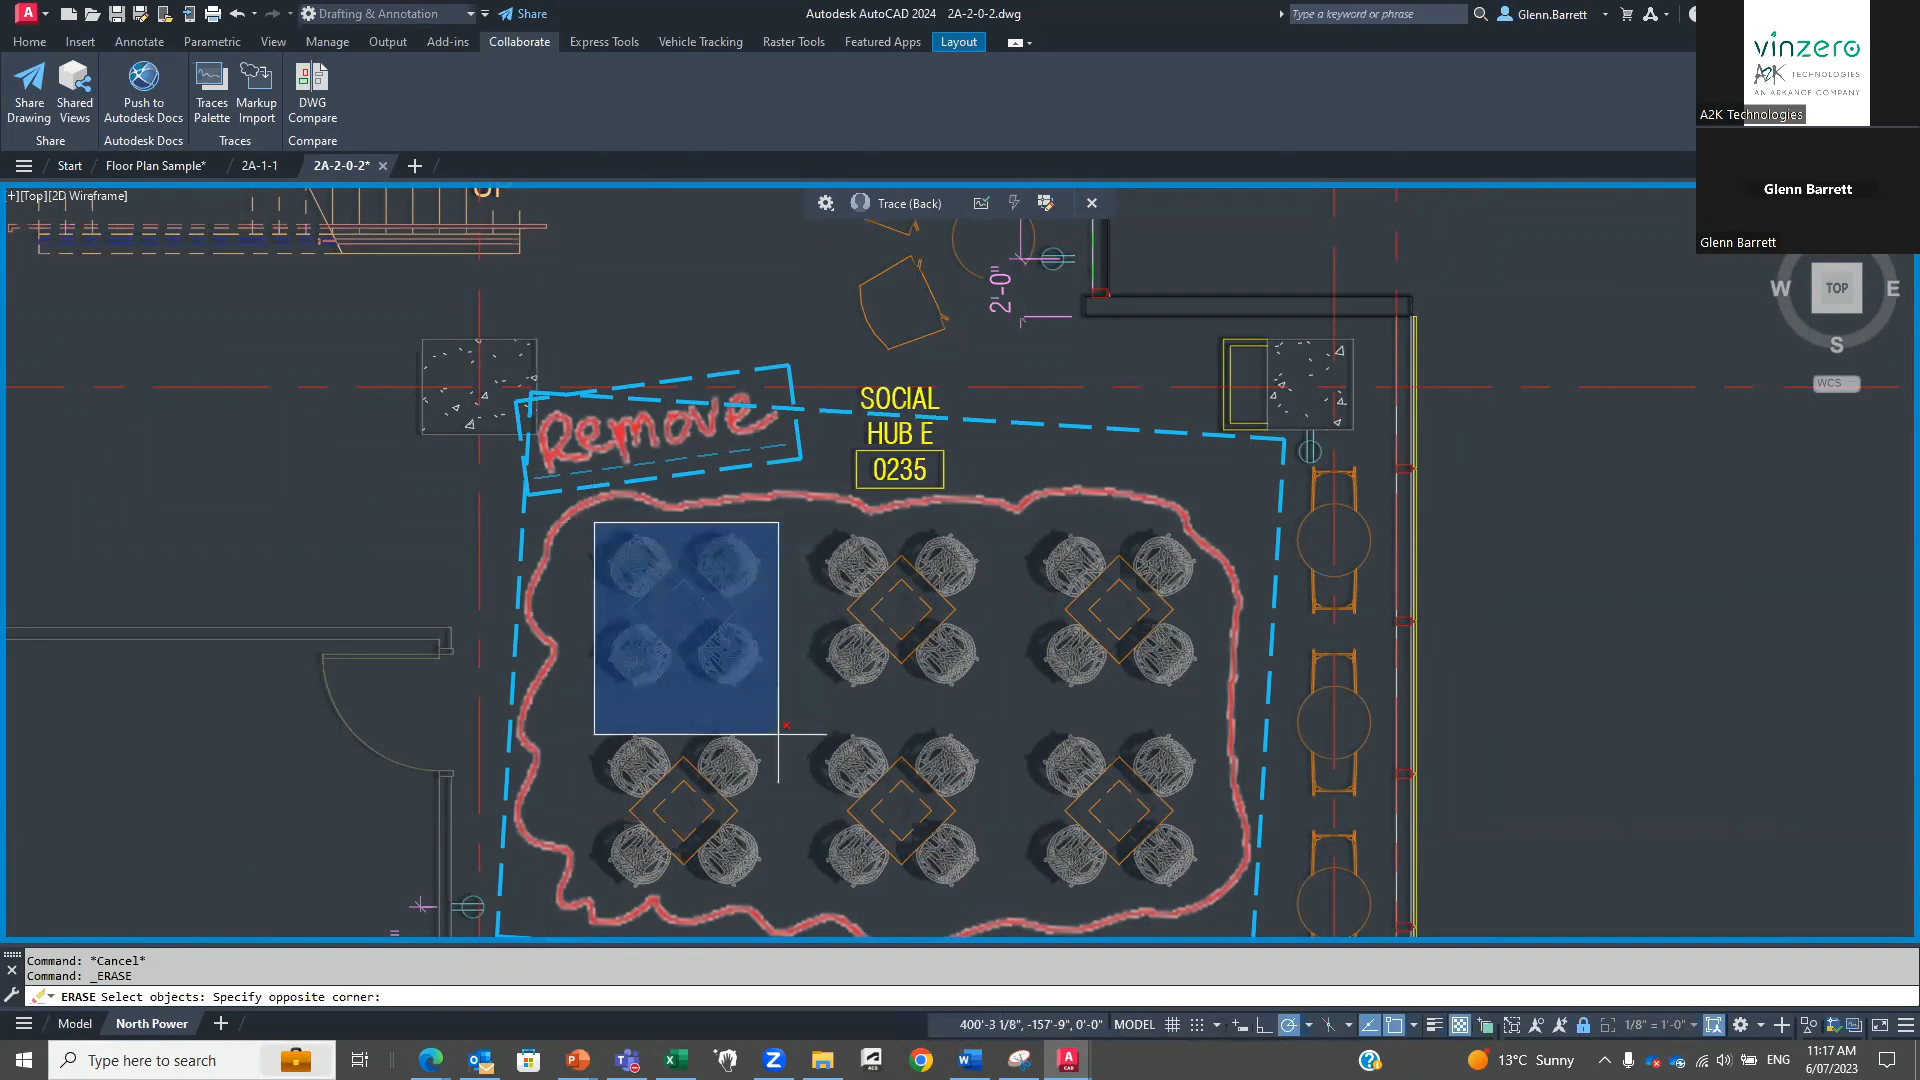 Drafting & Annotation
Share
Autodesk AutoCAD 2024 2A-2-0-2.dwg
Type a keyword or phrase
Glenn.Barrett
Home Insert Annotate Parametric View Manage Output Add-ins Collaborate Express Tools Vehicle Tracking Raster Tools Featured Apps Layout
Share Drawing
Shared Views
Push to Autodesk Docs
Traces Palette
Markup Import
DWG Compare
Share Autodesk Docs Traces Compare
vinzero
A2K TECHNOLOGIES
AN ARKANCE COMPANY
A2K Technologies
Glenn Barrett
Glenn Barrett
Start Floor Plan Sample* 2A-1-1 2A-2-0-2*
[+][Top][2D Wireframe]
Trace (Back)
2'-0"
W TOP E
S
WCS
Remove
SOCIAL
HUB E
0235
Command: *Cancel*
Command: _ERASE
ERASE Select objects: Specify opposite corner:
Model North Power
400'-3 1/8", -157'-9", 0'-0" MODEL
1/8" = 1'-0"
Type here to search
13°C Sunny
ENG
11:17 AM
6/07/2023